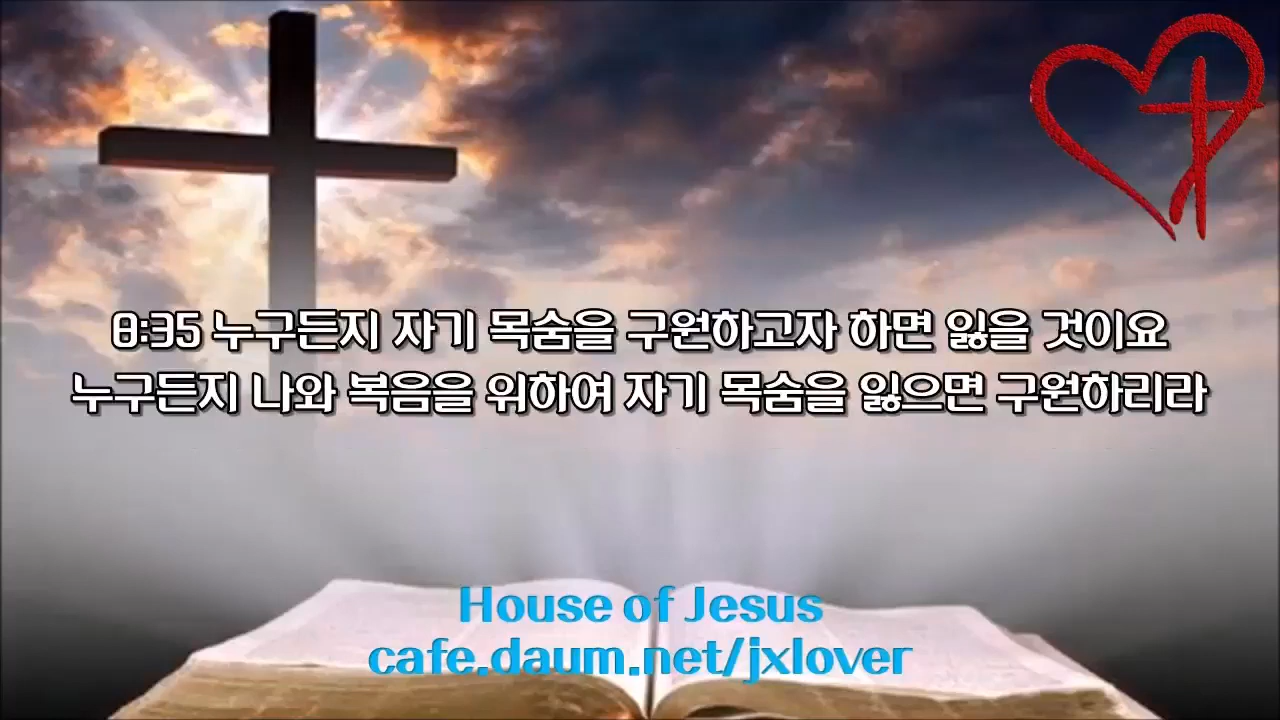 8:35 누구든지 자기 목숨을 구원하고자 하면 잃을 것이요
누구든지 나와 복음을 위하여 자기 목숨을 잃으면 구원하리라
House of Jesus
cafe.daum.net/jxlover